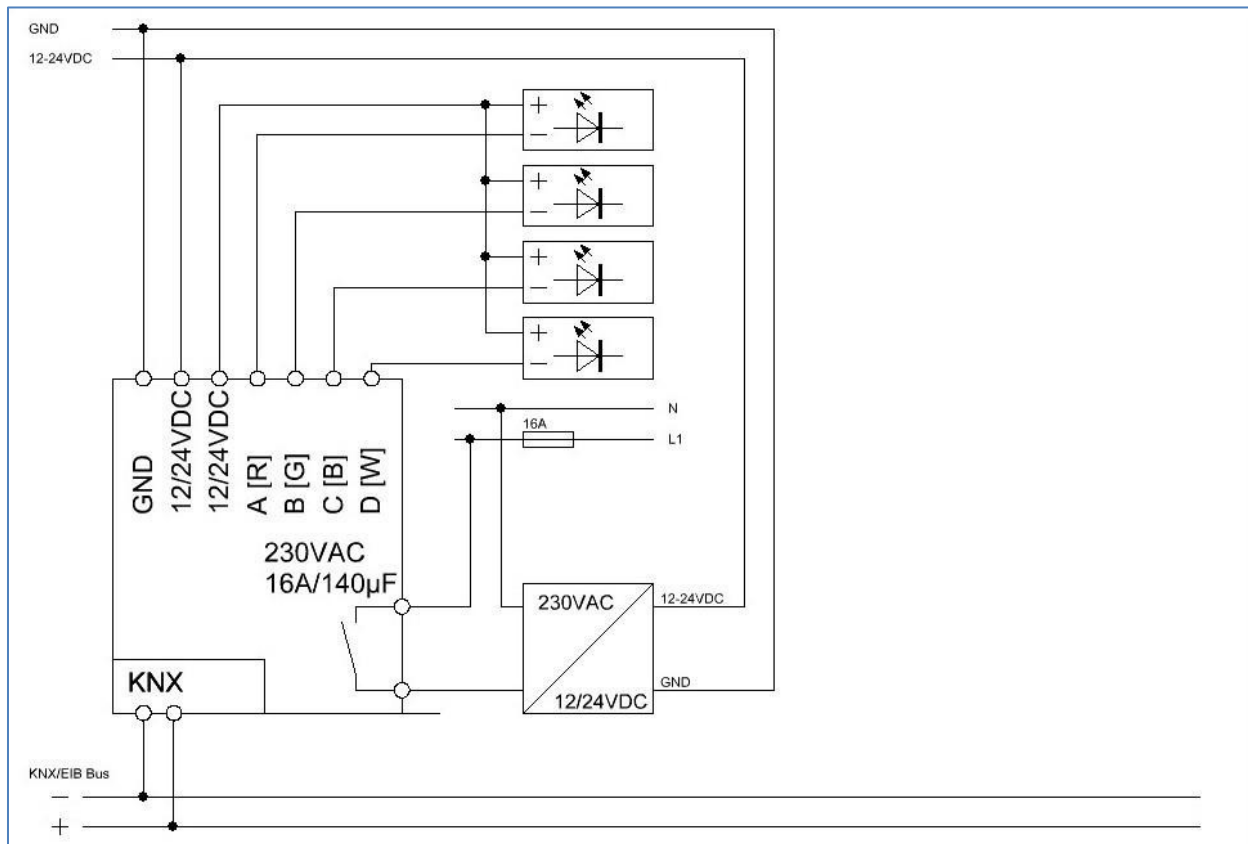 GND
12-24VDC
+
−
+
−
+
−
+
−
N
16A
L1
GND
12/24VDC
12/24VDC
A [R]
B [G]
C [B]
D [W]
230VAC
16A/140µF
230VAC
12-24VDC
GND
12/24VDC
KNX
KNX/EIB Bus
−
+